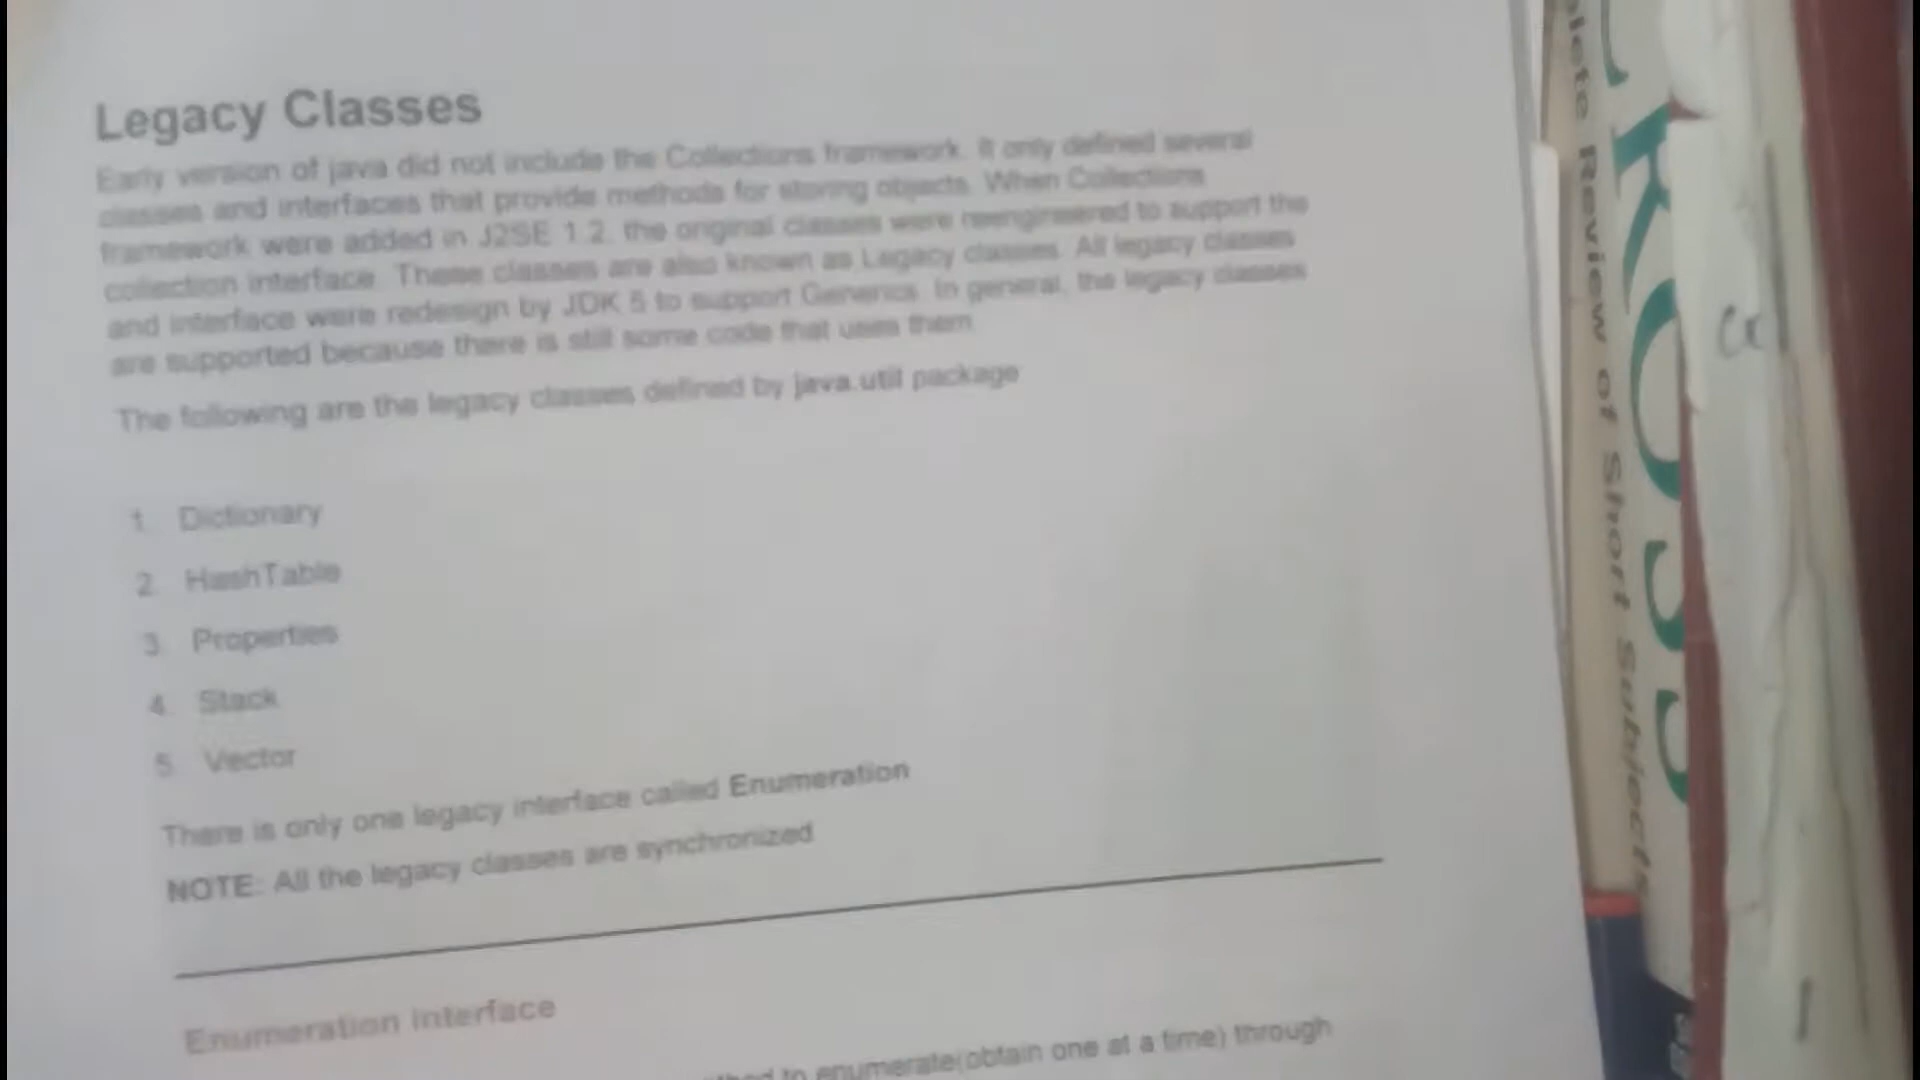 Legacy Classes
Early version of java did not include the Collections framework. It only defined several
classes and interfaces that provide methods for storing objects. When Collections
framework were added in J2SE 1.2, the original classes were reengineered to support the
collection interface. These classes are also known as Legacy classes. All legacy classes
and interface were redesign by JDK 5 to support Generics. In general, the legacy classes
are supported because there is still some code that uses them.
The following are the legacy classes defined by java.util package
1. Dictionary
2. HashTable
3. Properties
4. Stack
5. Vector
There is only one legacy interface called Enumeration
NOTE: All the legacy classes are synchronized
Enumeration interface
to enumerate(obtain one at a time) through
Review of Short Subjects